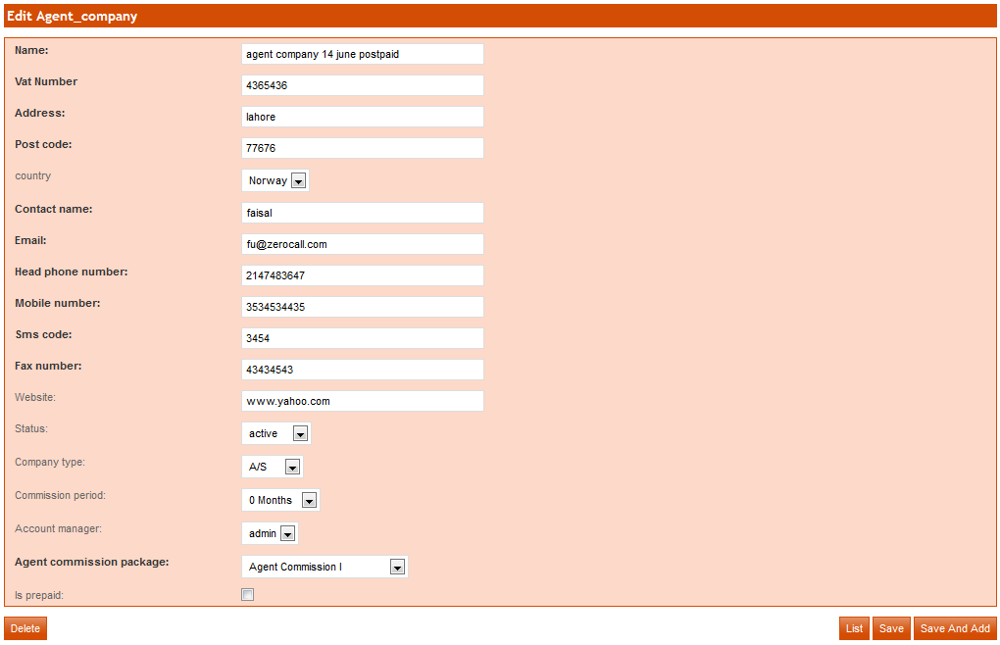 Edit Agent_company
Name: agent company 14 june postpaid
Vat Number 4365436
Address: lahore
Post code: 77676
country Norway
Contact name: faisal
Email: fu@zerocall.com
Head phone number: 2147483647
Mobile number: 3534534435
Sms code: 3454
Fax number: 43434543
Website: www.yahoo.com
Status: active
Company type: A/S
Commission period: 0 Months
Account manager: admin
Agent commission package: Agent Commission I
Is prepaid:
Delete List Save Save And Add